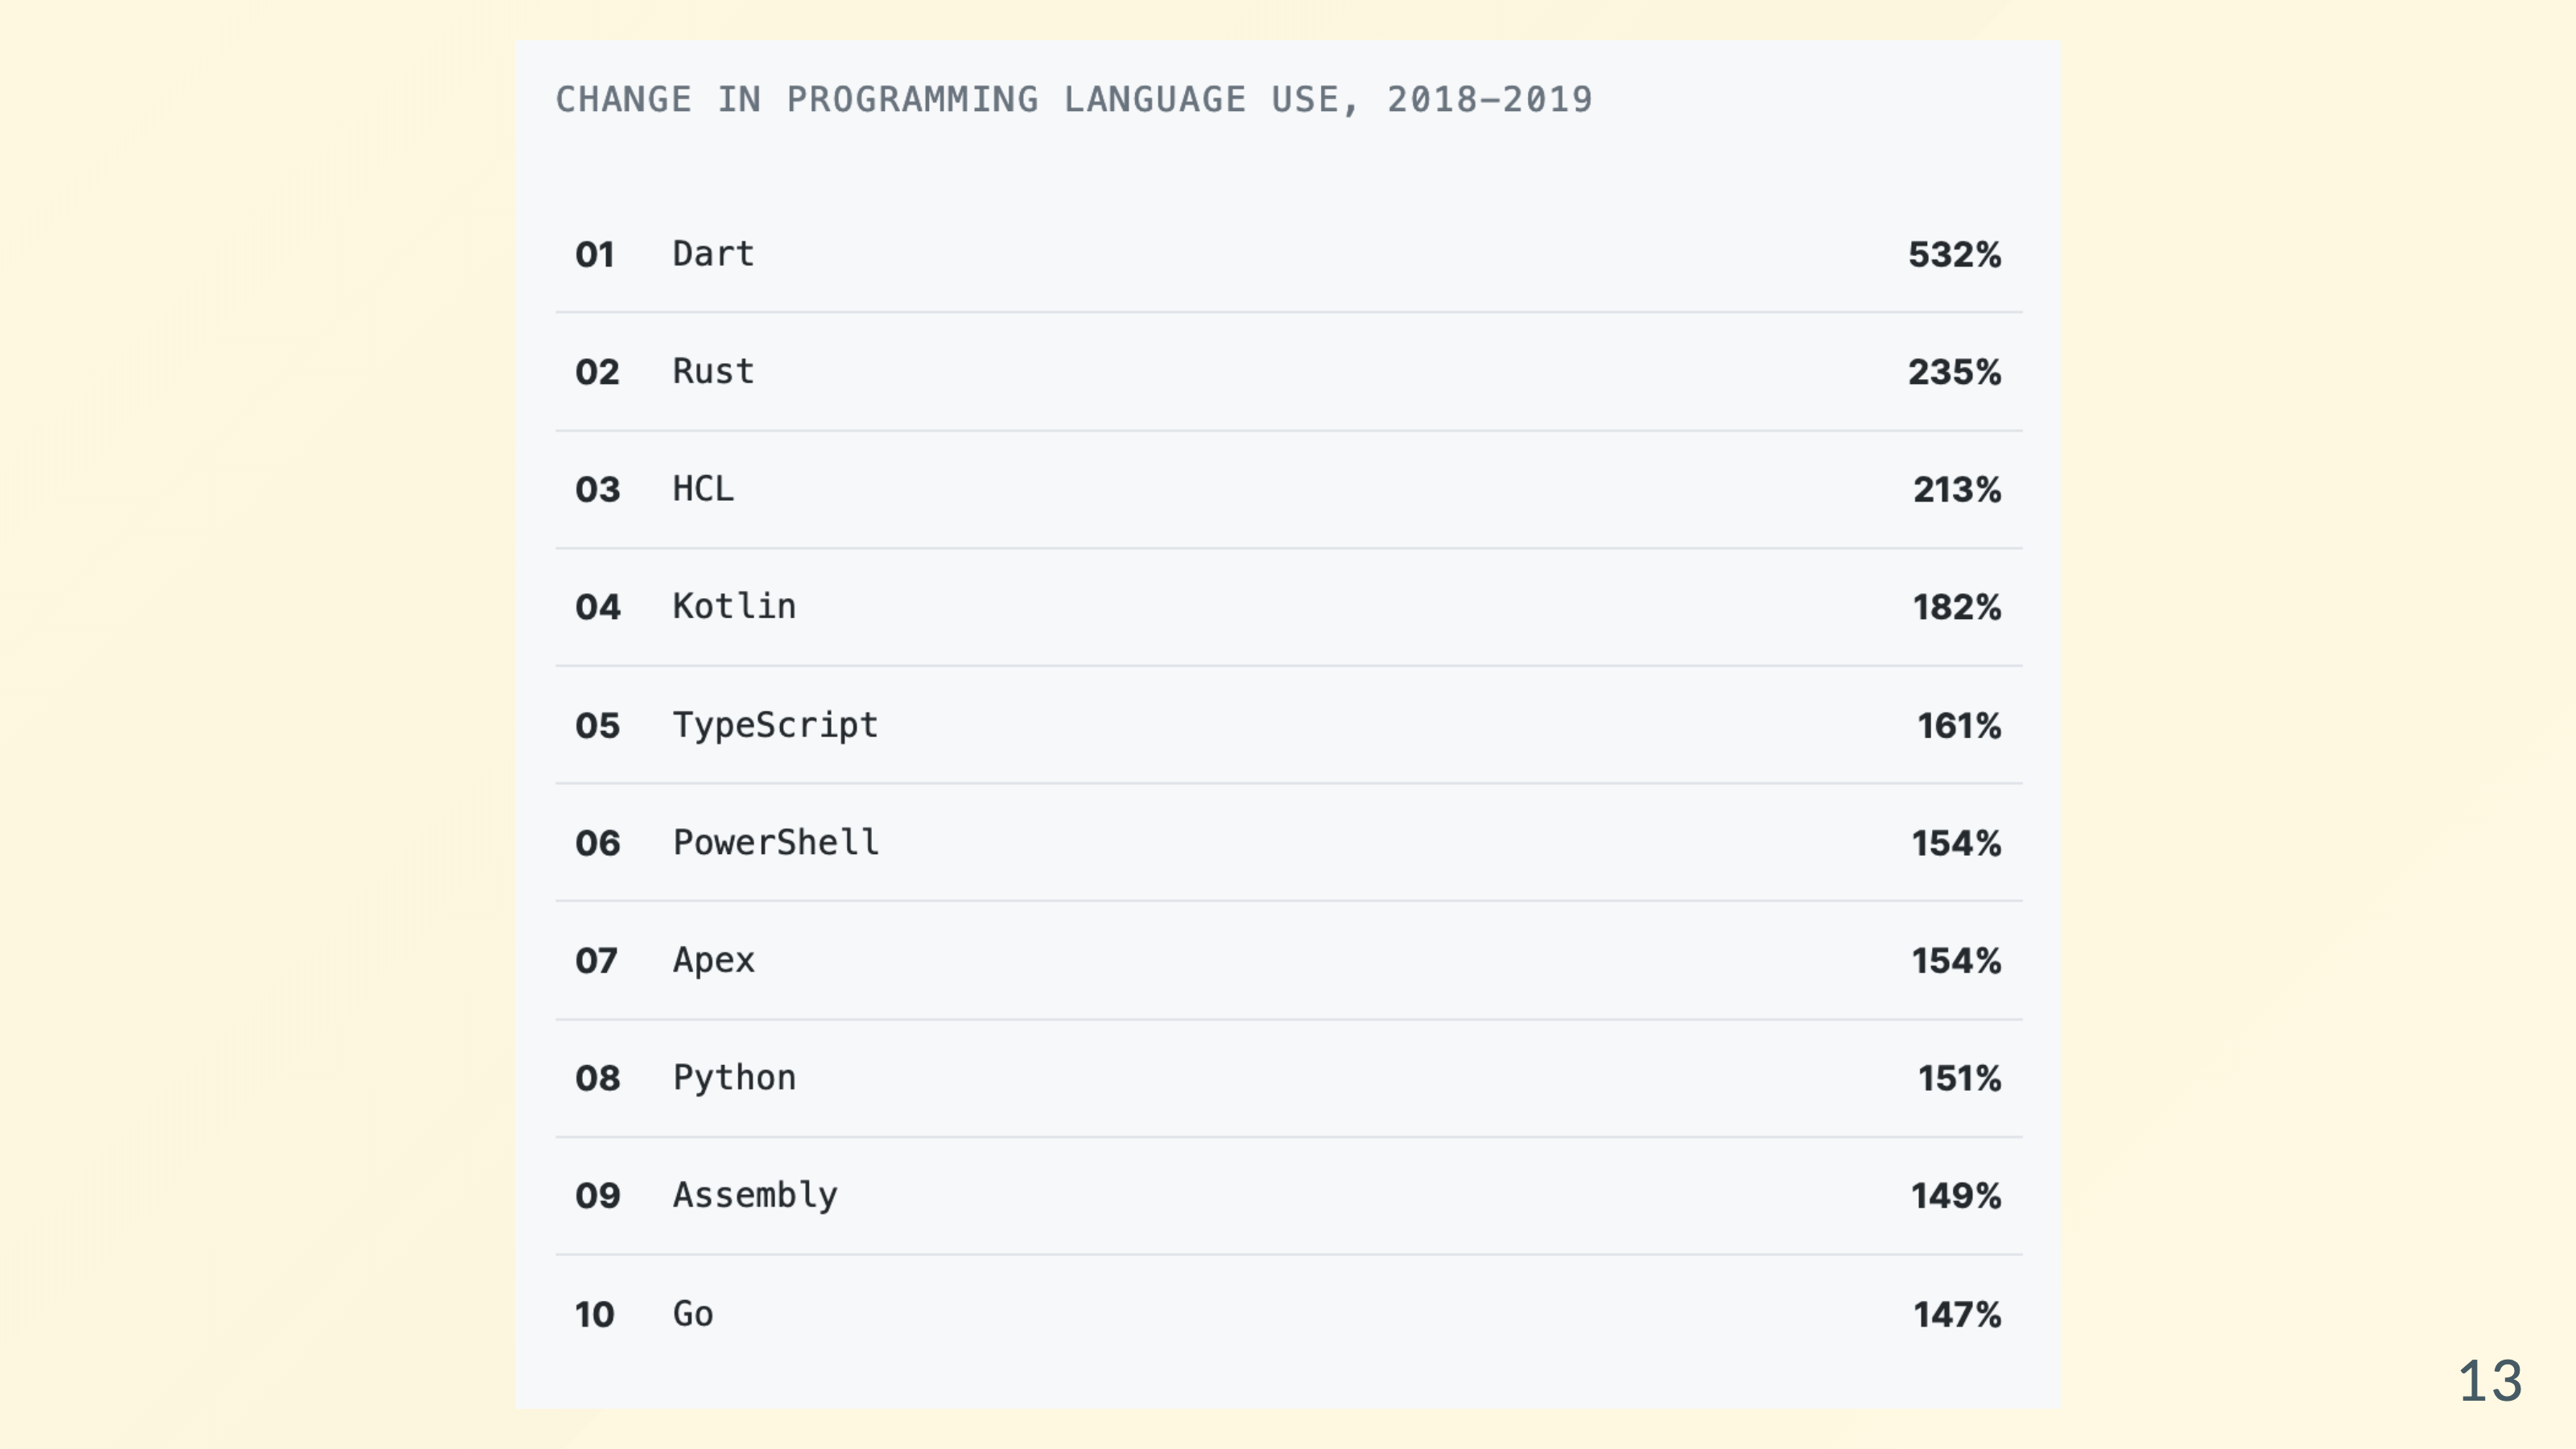 CHANGE IN PROGRAMMING LANGUAGE USE, 2018–2019
01 Dart 532%
02 Rust 235%
03 HCL 213%
04 Kotlin 182%
05 TypeScript 161%
06 PowerShell 154%
07 Apex 154%
08 Python 151%
09 Assembly 149%
10 Go 147%
13